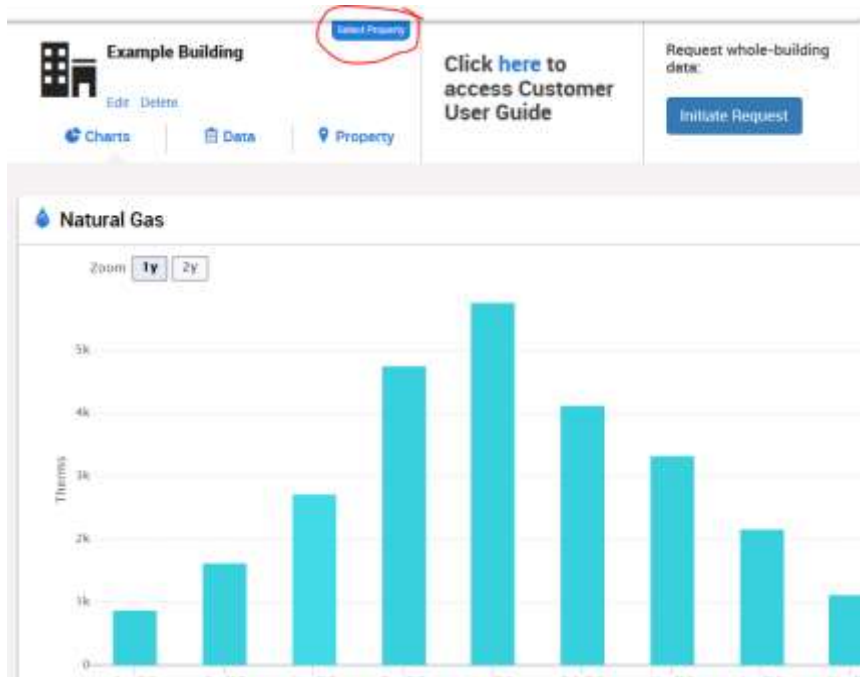 Select Property
Example Building
Edit Delete
Charts
Data
Property
Click here to
access Customer
User Guide
Request whole-building
data:
Initiate Request
Natural Gas
Zoom 1y 2y
Therms
5k
4k
3k
2k
1k
0